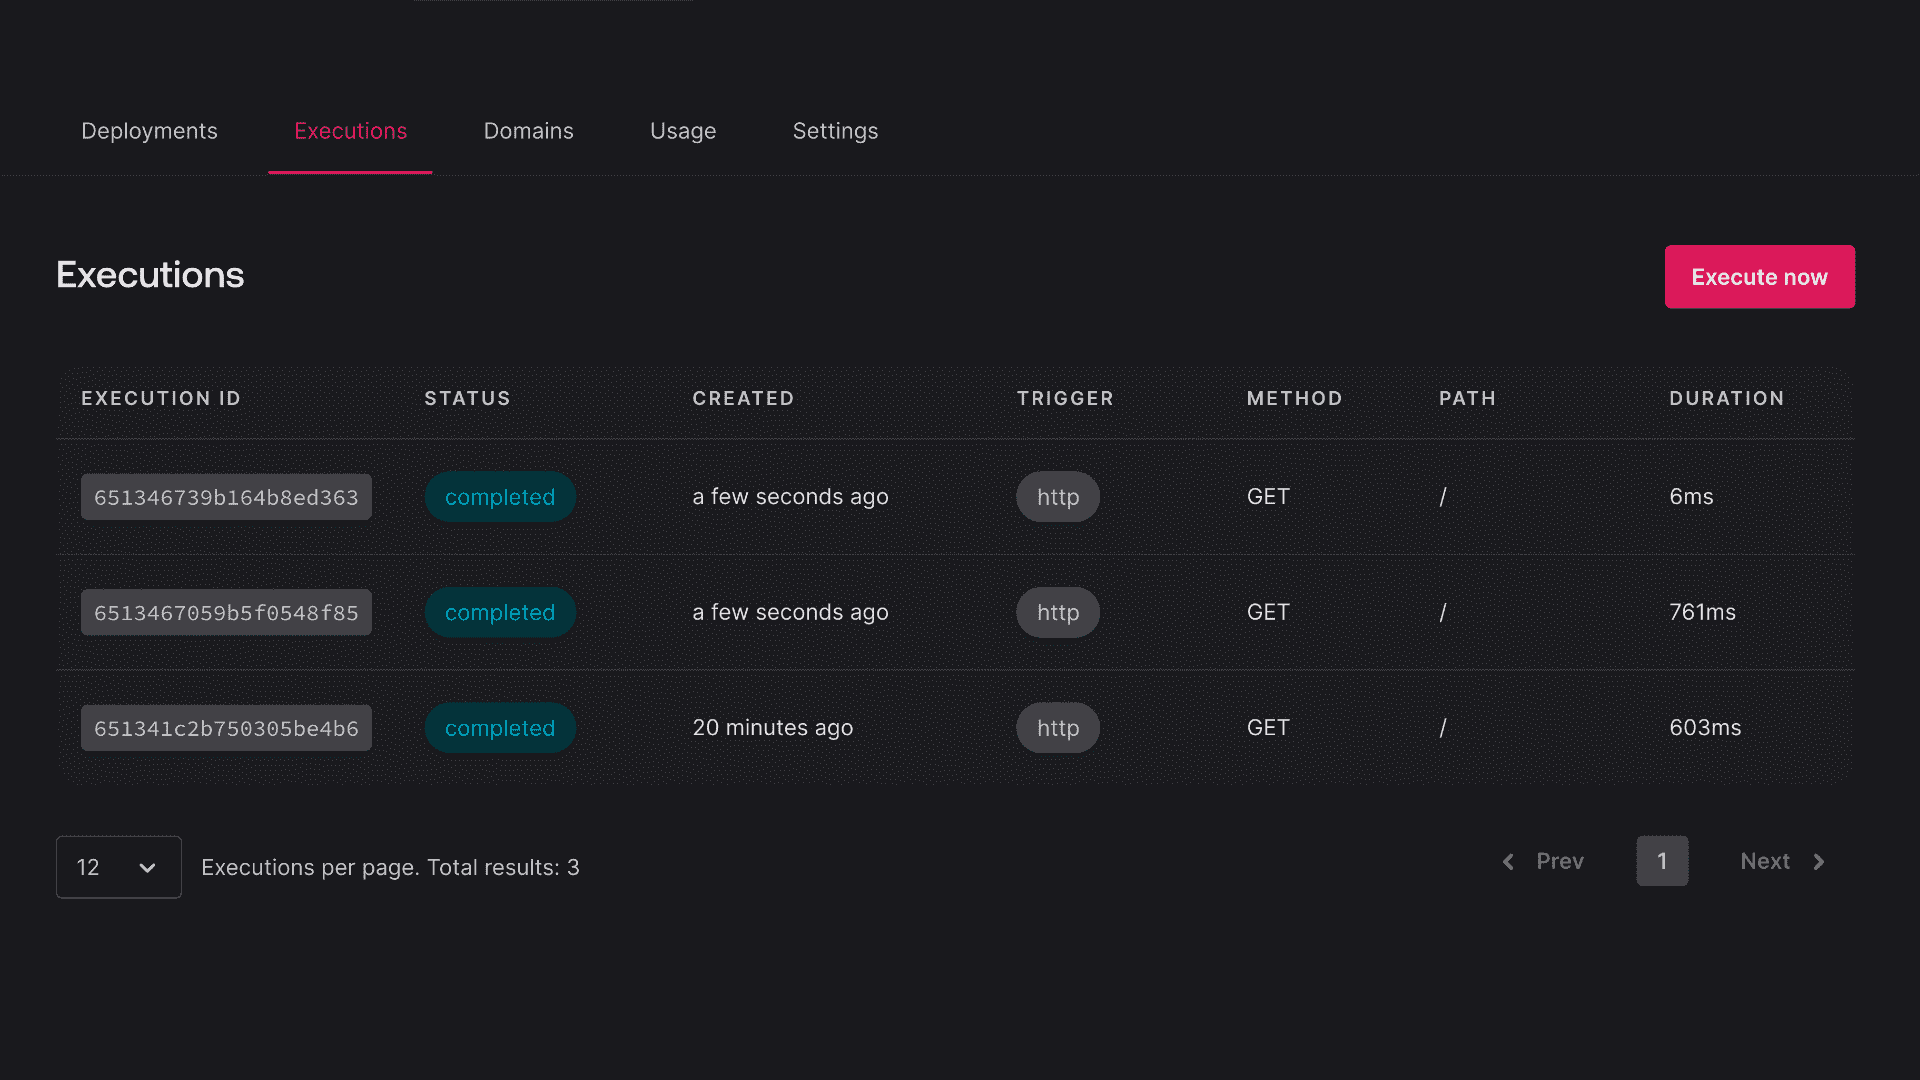 Deployments Executions Domains Usage Settings
Executions
Execute now
EXECUTION ID STATUS CREATED TRIGGER METHOD PATH DURATION
651346739b164b8ed363 completed a few seconds ago http GET / 6ms
6513467059b5f0548f85 completed a few seconds ago http GET / 761ms
651341c2b750305be4b6 completed 20 minutes ago http GET / 603ms
12 Executions per page. Total results: 3 Prev 1 Next